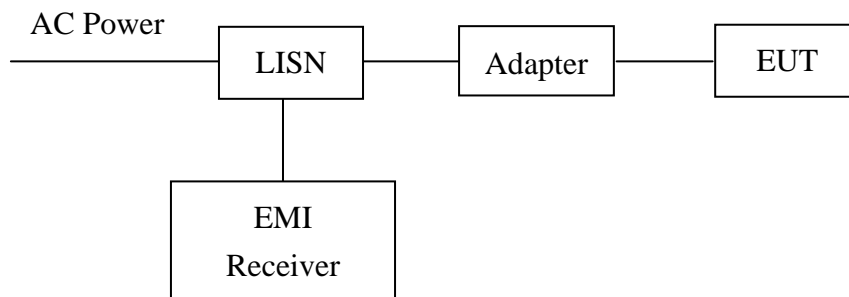 AC Power
LISN
Adapter
EUT
EMI
Receiver